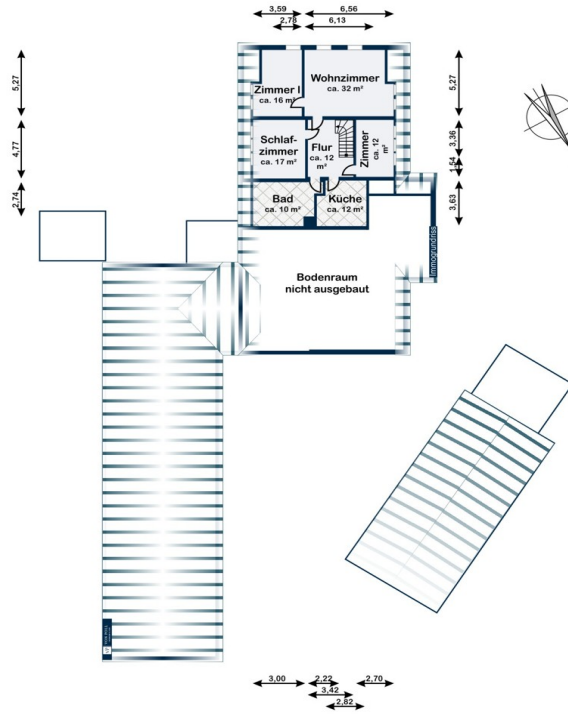 3,59
6,56
2,73
6,13
5,27
5,27
Zimmer I
ca. 16 m²
Wohnzimmer
ca. 32 m²
4,77
3,36
1,54
Schlaf-
zimmer
ca. 17 m²
Flur
ca. 12
m²
Zimmer
ca. 12
m²
2,74
3,63
Bad
ca. 10 m²
Küche
ca. 12 m²
immogrundriss
Bodenraum
nicht ausgebaut
3,00
2,22
2,70
3,42
2,82